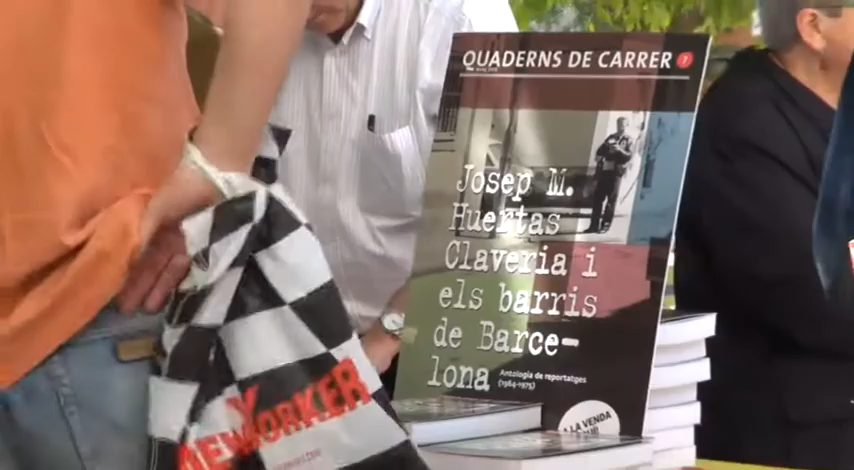 QUADERNS DE CARRER 7
Josep M.
Huertas
Claveria i
els barris
de Barce–
lona
Antologia de reportatges
(1964-1975)
A LA VENDA
NEW YORKER